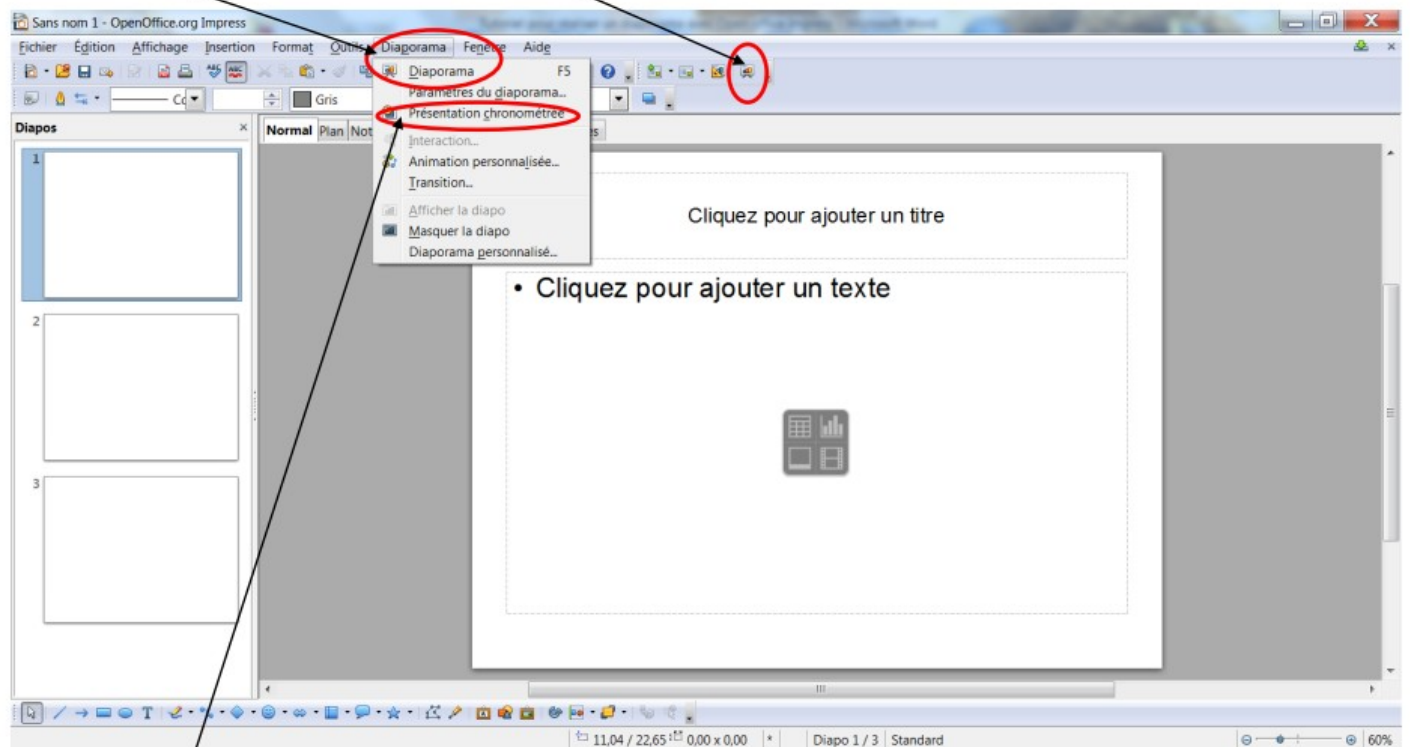 Sans nom 1 - OpenOffice.org Impress
Fichier Édition Affichage Insertion Format Outils Diaporama Fenêtre Aide
Gris
Diapos
Normal Plan
Diaporama F5
Paramètres du diaporama...
Présentation chronométrée
Interaction...
Animation personnalisée...
Transition...
Afficher la diapo
Masquer la diapo
Diaporama personnalisé...
1
2
3
Cliquez pour ajouter un titre
• Cliquez pour ajouter un texte
11,04 / 22,65 0,00 x 0,00 * Diapo 1 / 3 Standard 60%